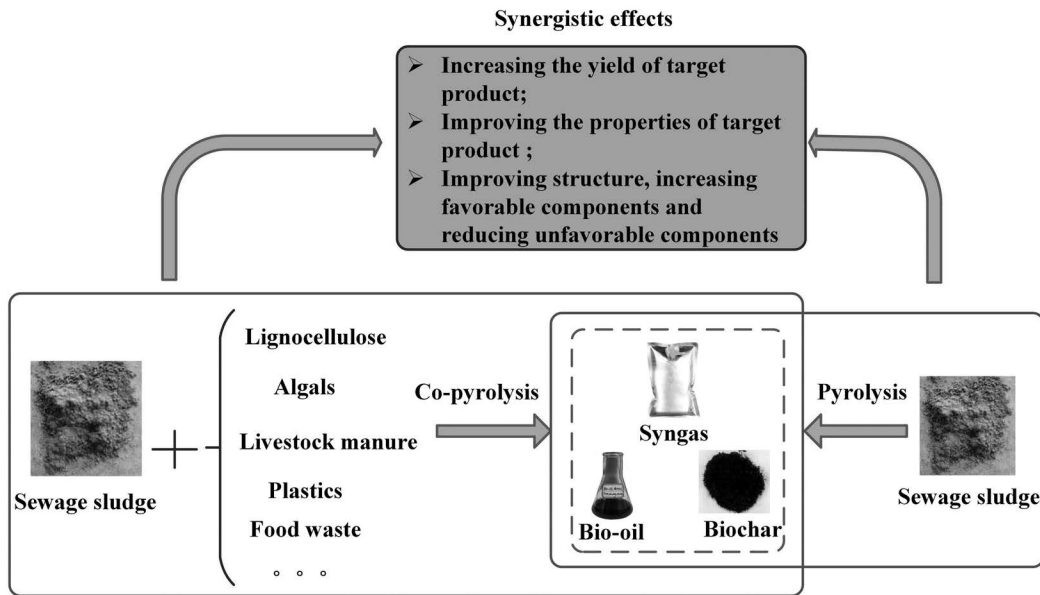 Synergistic effects
➢ Increasing the yield of target
product;
➢ Improving the properties of target
product ;
➢ Improving structure, increasing
favorable components and
reducing unfavorable components
Sewage sludge
Lignocellulose
Algals
Livestock manure
Plastics
Food waste
。。。
Co-pyrolysis
Syngas
Bio-oil
Biochar
Pyrolysis
Sewage sludge